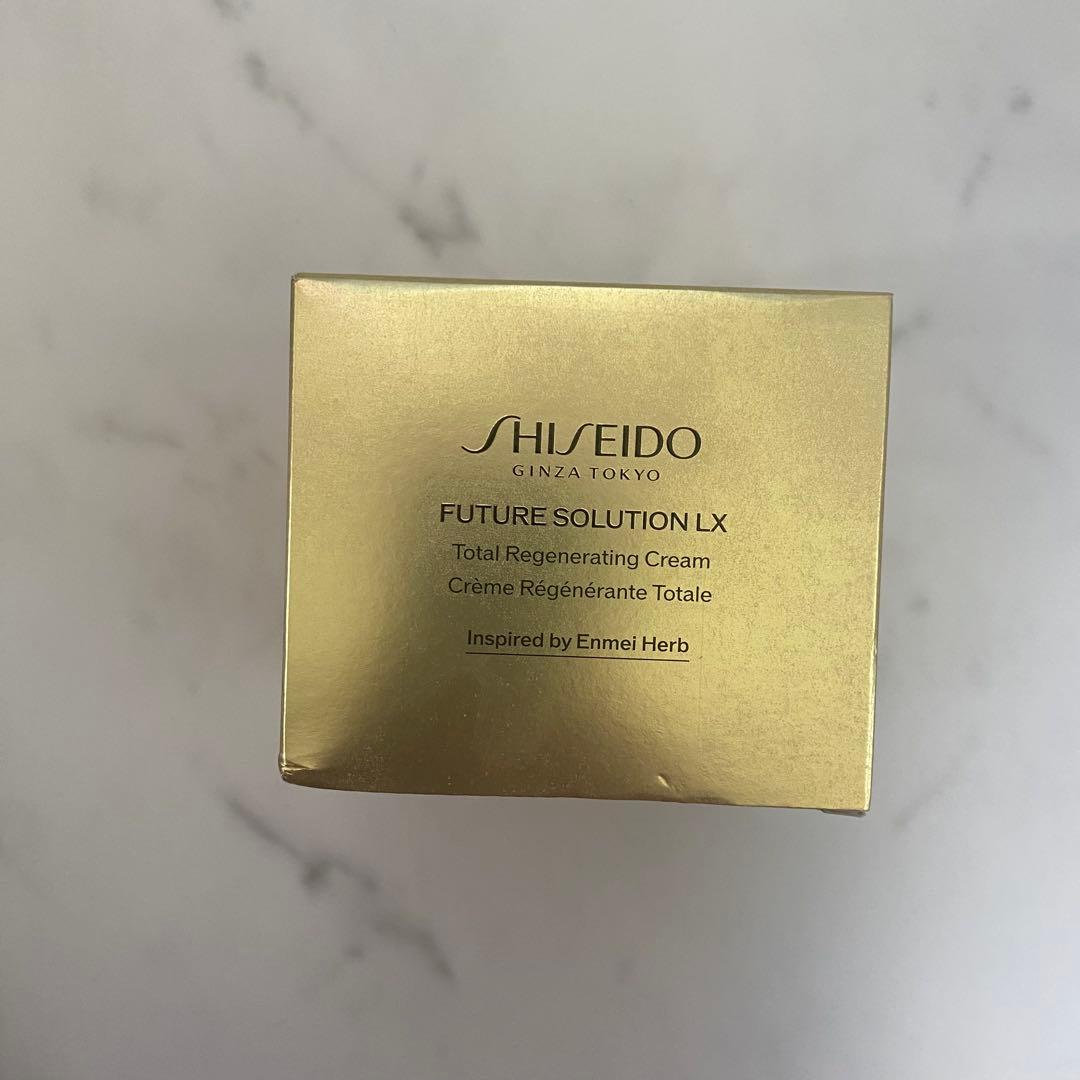 SHISEIDO
GINZA TOKYO
FUTURE SOLUTION LX
Total Regenerating Cream
Crème Régénérante Totale
Inspired by Enmei Herb